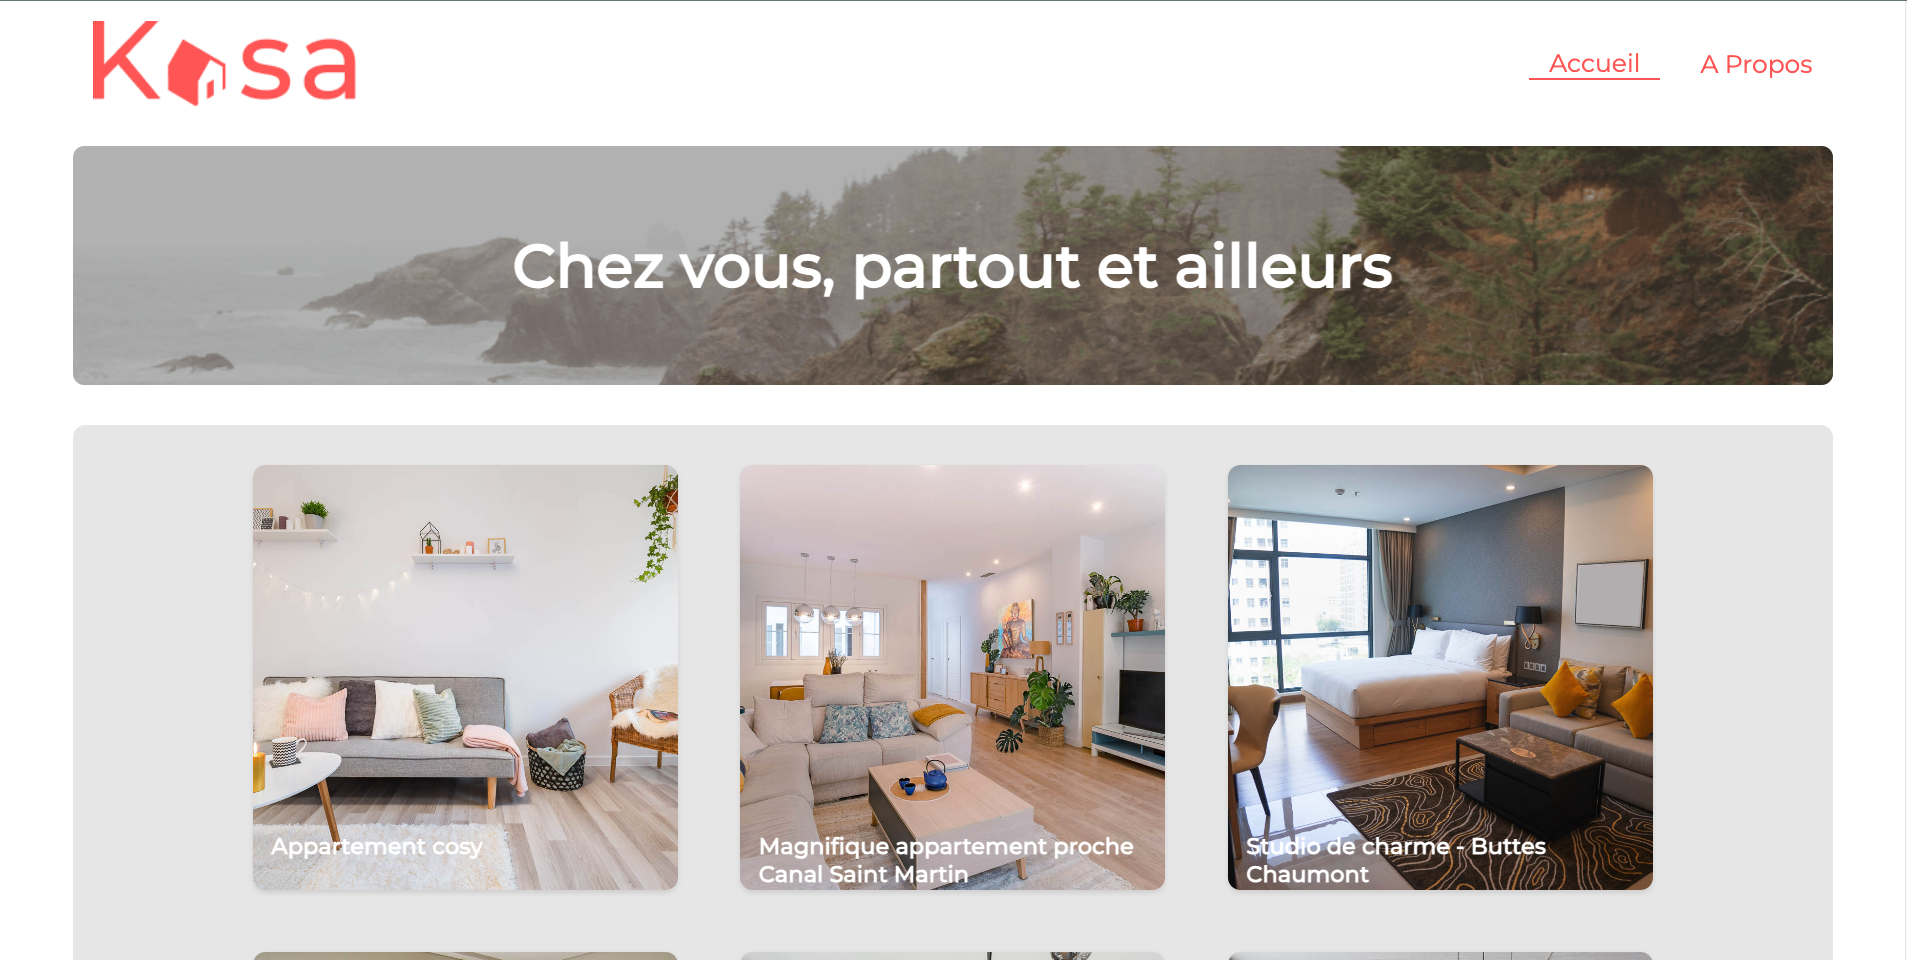 Kosa
Accueil
A Propos
Chez vous, partout et ailleurs
Appartement cosy
Magnifique appartement proche
Canal Saint Martin
Studio de charme - Buttes
Chaumont